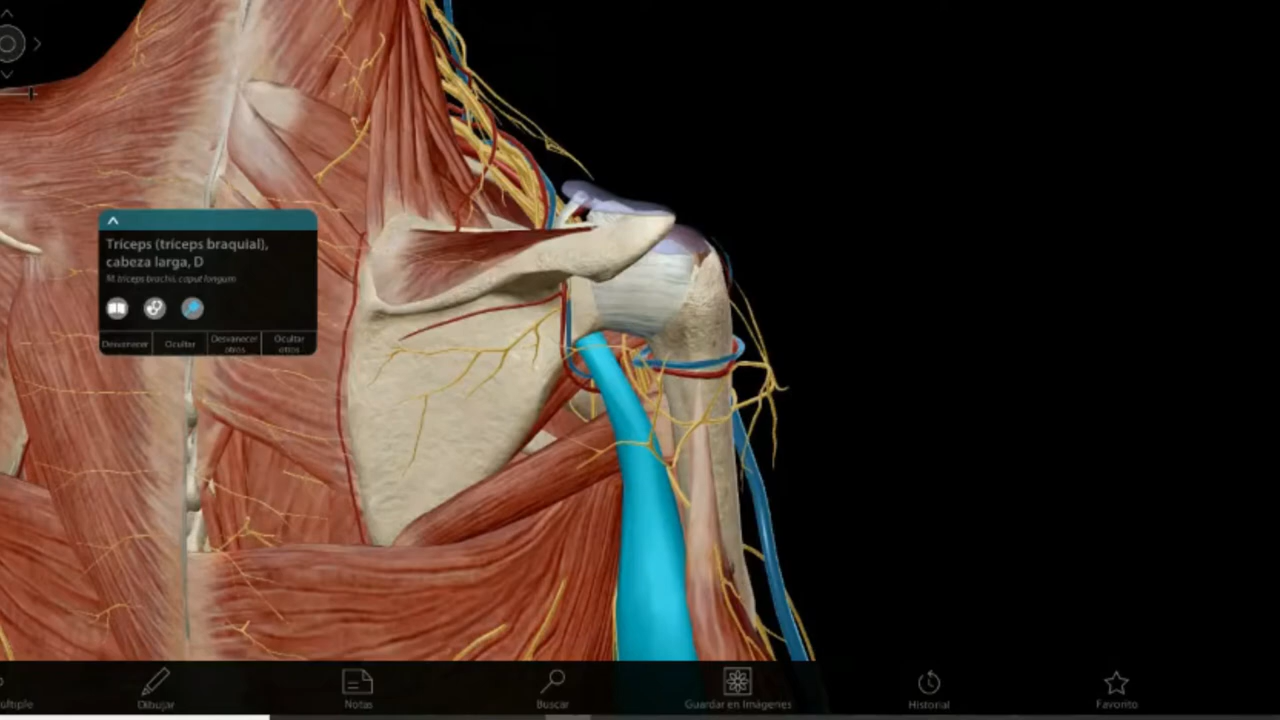 Tríceps (tríceps braquial),
cabeza larga, D
M. triceps brachii, caput longum
Desvanecer
Ocultar
Desvanecer
otros
Ocultar
otros
últiple
Dibujar
Notas
Buscar
Guardar en Imágenes
Historial
Favorito